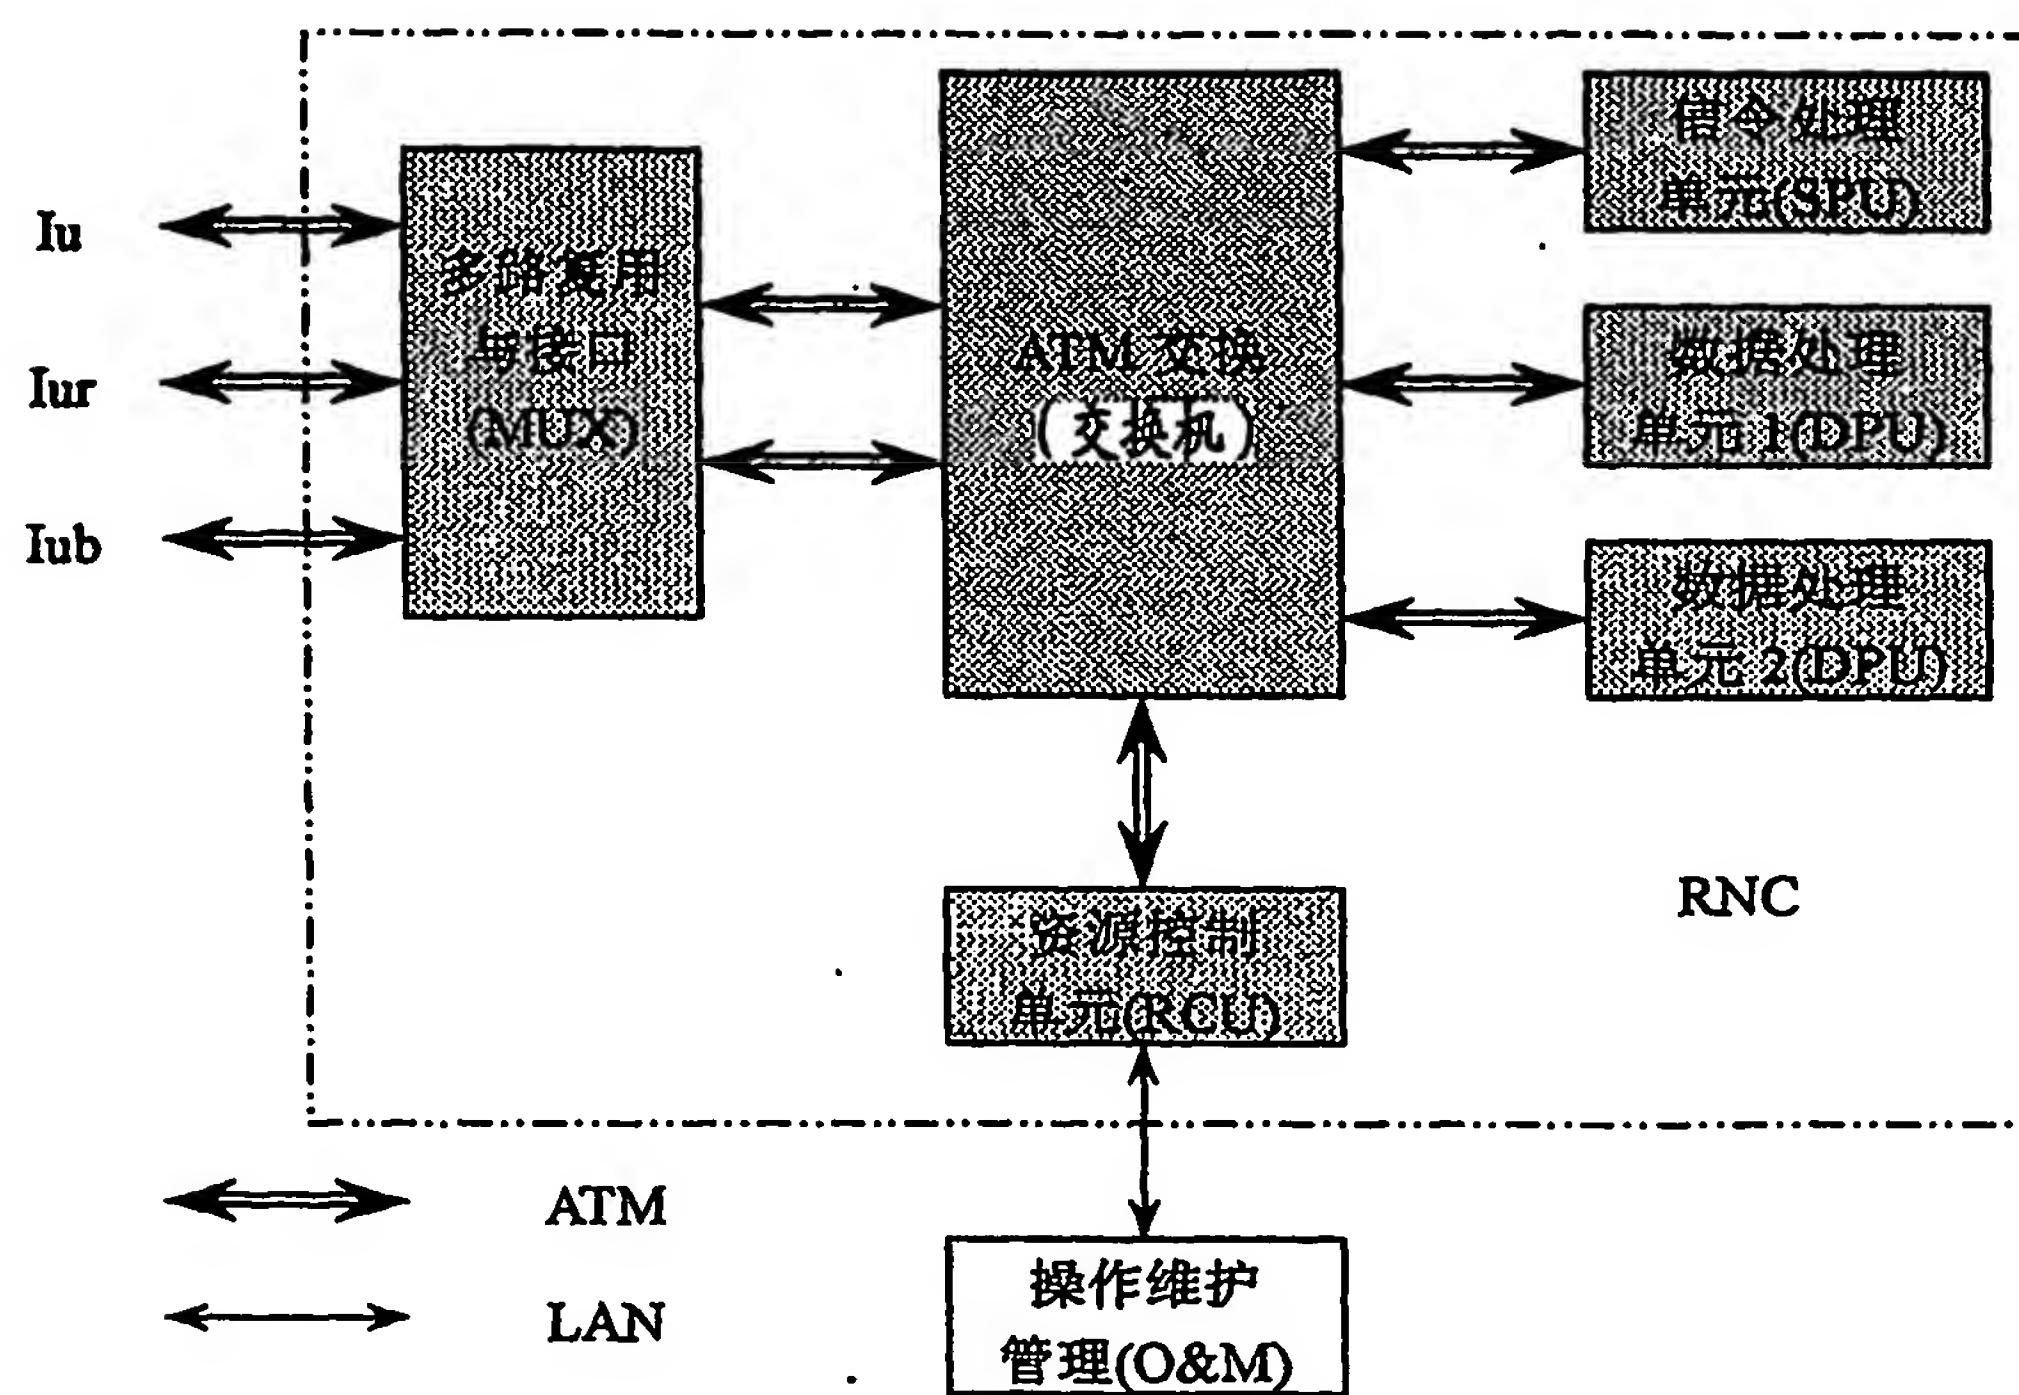 Iu
Iur
Iub
多路复用
与接口
(MUX)
ATM 交换
(交换机)
信令处理
单元(SPU)
数据处理
单元 1(DPU)
数据处理
单元 2(DPU)
资源控制
单元(RCU)
RNC
ATM
LAN
操作维护
管理(O&M)